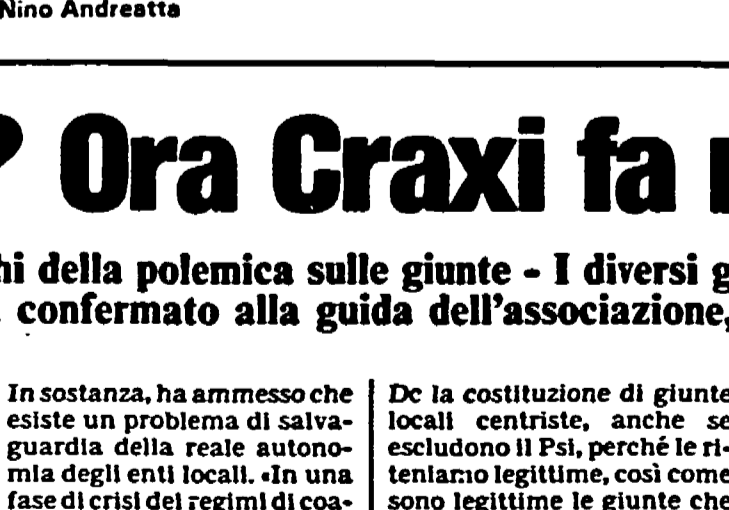 Nino Andreatta
? Ora Craxi fa
della polemica sulle giunte - I diversi
confermato alla guida dell'associazione,
In sostanza, ha ammesso che
esiste un problema di salva-
guardia della reale autono-
mia degli enti locali. «In una
fase di crisi dei regimi di coa-
Dc la costituzione di giunte
locali centriste, anche se
escludono il Psi, perché le ri-
teniamo legittime, così come
sono legittime le giunte che